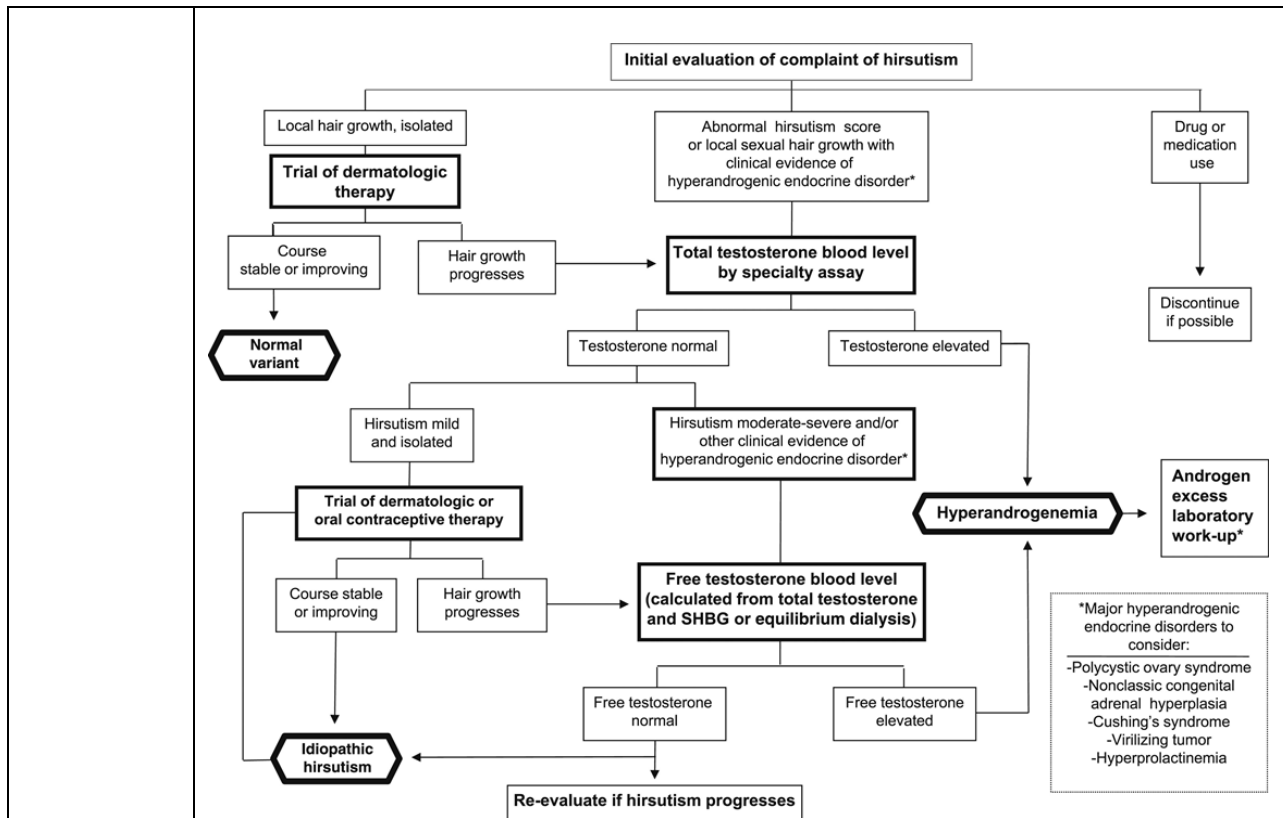 Initial evaluation of complaint of hirsutism
Local hair growth, isolated
Trial of dermatologic
therapy
Course
stable or improving
Hair growth
progresses
Normal
variant
Abnormal hirsutism score
or local sexual hair growth with
clinical evidence of
hyperandrogenic endocrine disorder*
Drug or
medication
use
Discontinue
if possible
Total testosterone blood level
by specialty assay
Testosterone normal
Testosterone elevated
Hirsutism mild
and isolated
Hirsutism moderate-severe and/or
other clinical evidence of
hyperandrogenic endocrine disorder*
Trial of dermatologic or
oral contraceptive therapy
Hyperandrogenemia
Androgen
excess
laboratory
work-up*
Course stable
or improving
Hair growth
progresses
Free testosterone blood level
(calculated from total testosterone
and SHBG or equilibrium dialysis)
Free testosterone
normal
Free testosterone
elevated
Idiopathic
hirsutism
Re-evaluate if hirsutism progresses
*Major hyperandrogenic
endocrine disorders to
consider:
-Polycystic ovary syndrome
-Nonclassic congenital
adrenal hyperplasia
-Cushing's syndrome
-Virilizing tumor
-Hyperprolactinemia